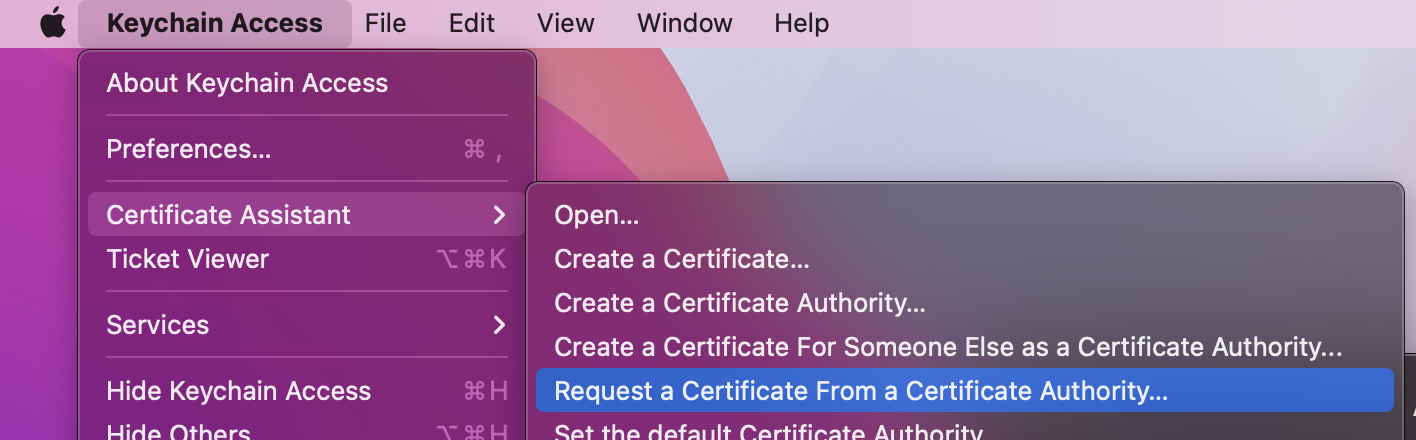 Keychain Access File Edit View Window Help
About Keychain Access
Preferences... ⌘ ,
Certificate Assistant
Ticket Viewer ⌥⌘K
Services
Hide Keychain Access ⌘H
Hide Others ⌥⌘H
Open...
Create a Certificate...
Create a Certificate Authority...
Create a Certificate For Someone Else as a Certificate Authority...
Request a Certificate From a Certificate Authority...
Set the default Certificate Authority